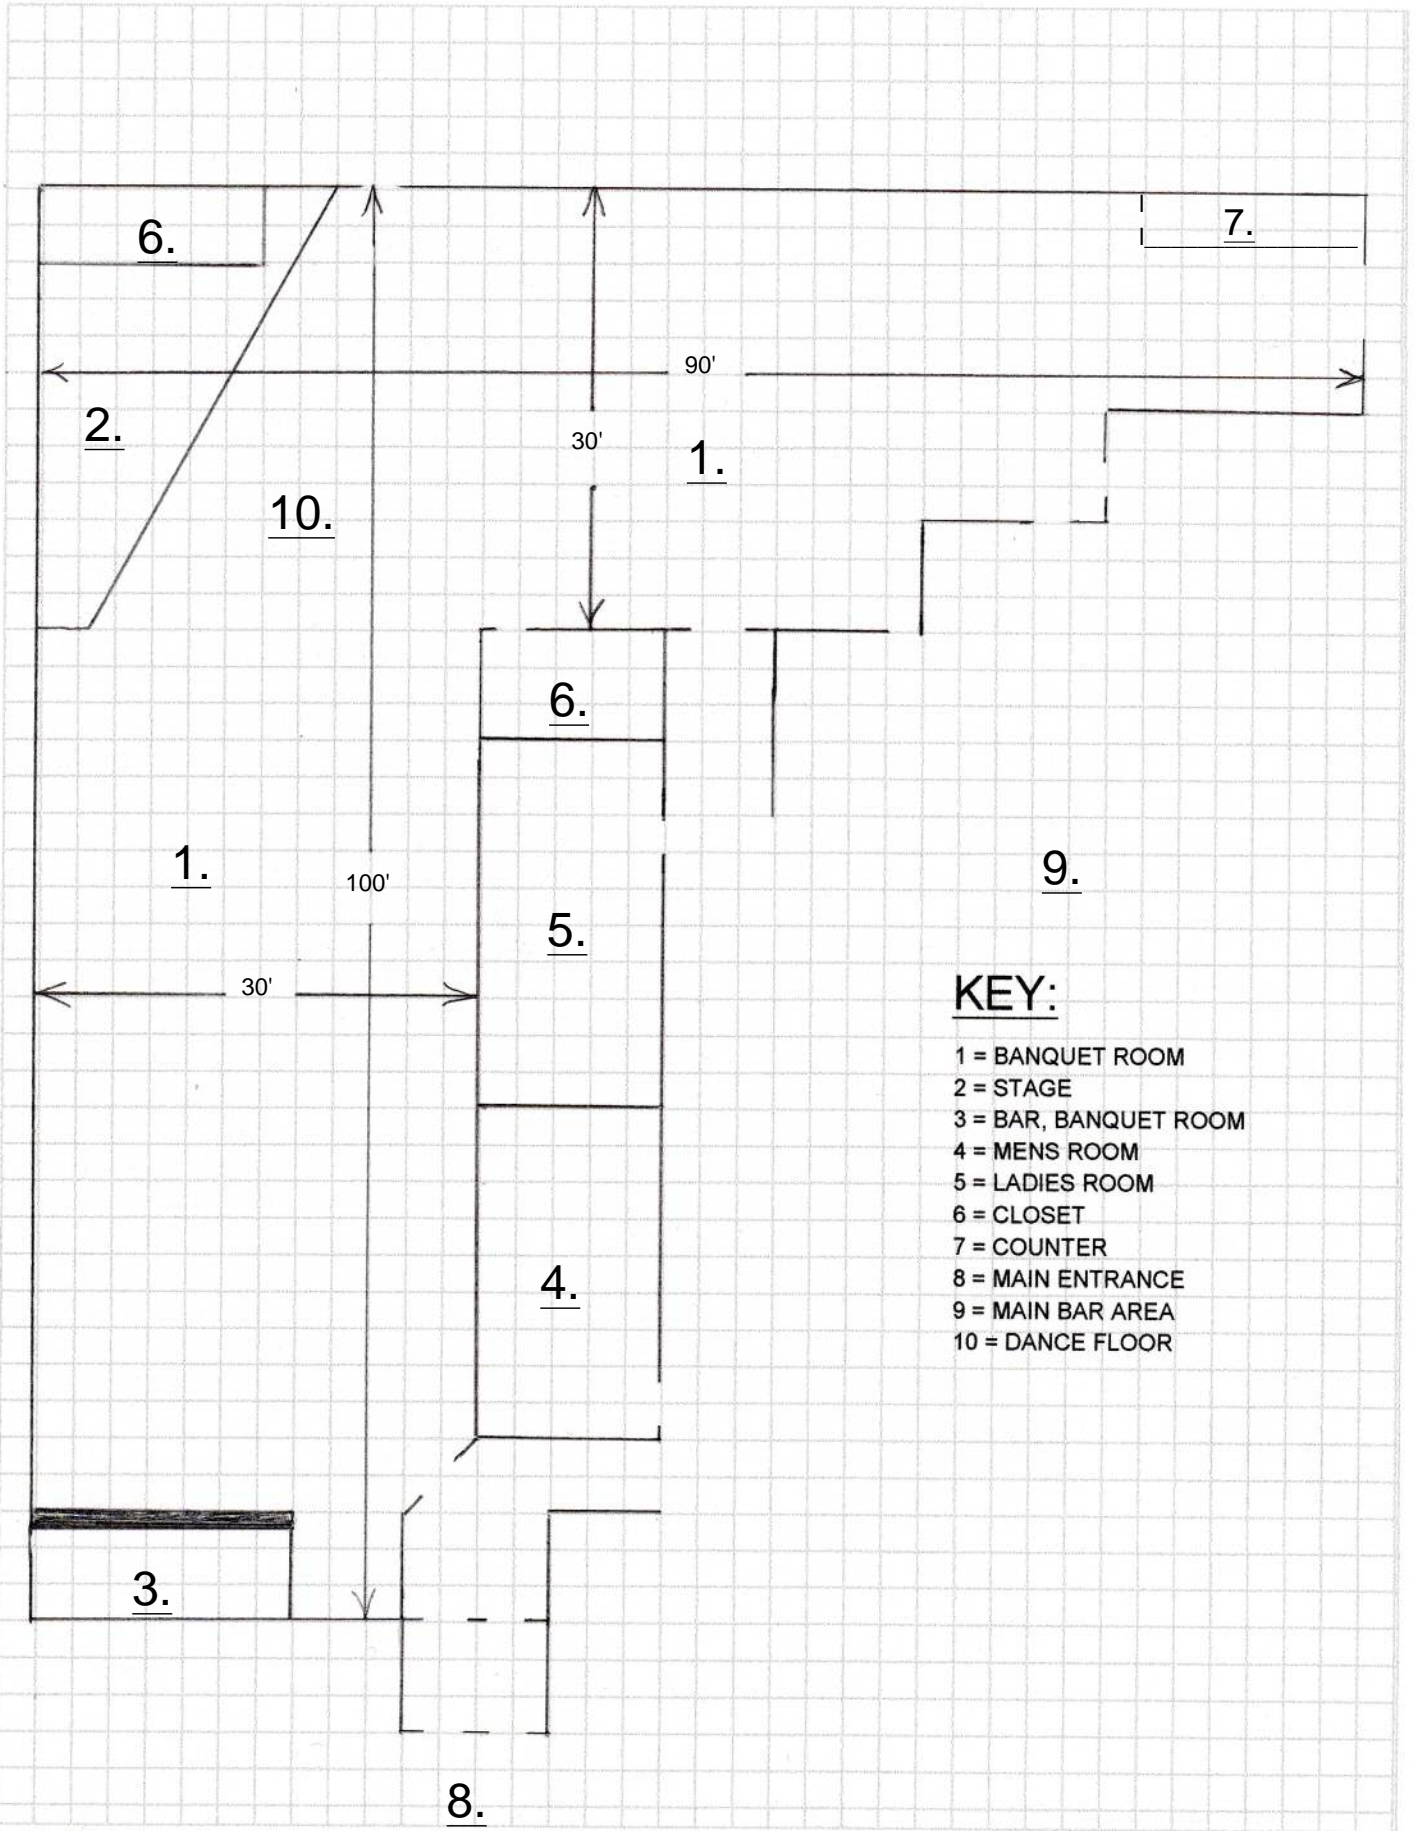 6.
7.
90'
2.
30'
1.
10.
6.
1.
100'
9.
5.
30'
KEY:
1 = BANQUET ROOM
2 = STAGE
3 = BAR, BANQUET ROOM
4 = MENS ROOM
5 = LADIES ROOM
6 = CLOSET
7 = COUNTER
8 = MAIN ENTRANCE
9 = MAIN BAR AREA
10 = DANCE FLOOR
4.
3.
8.